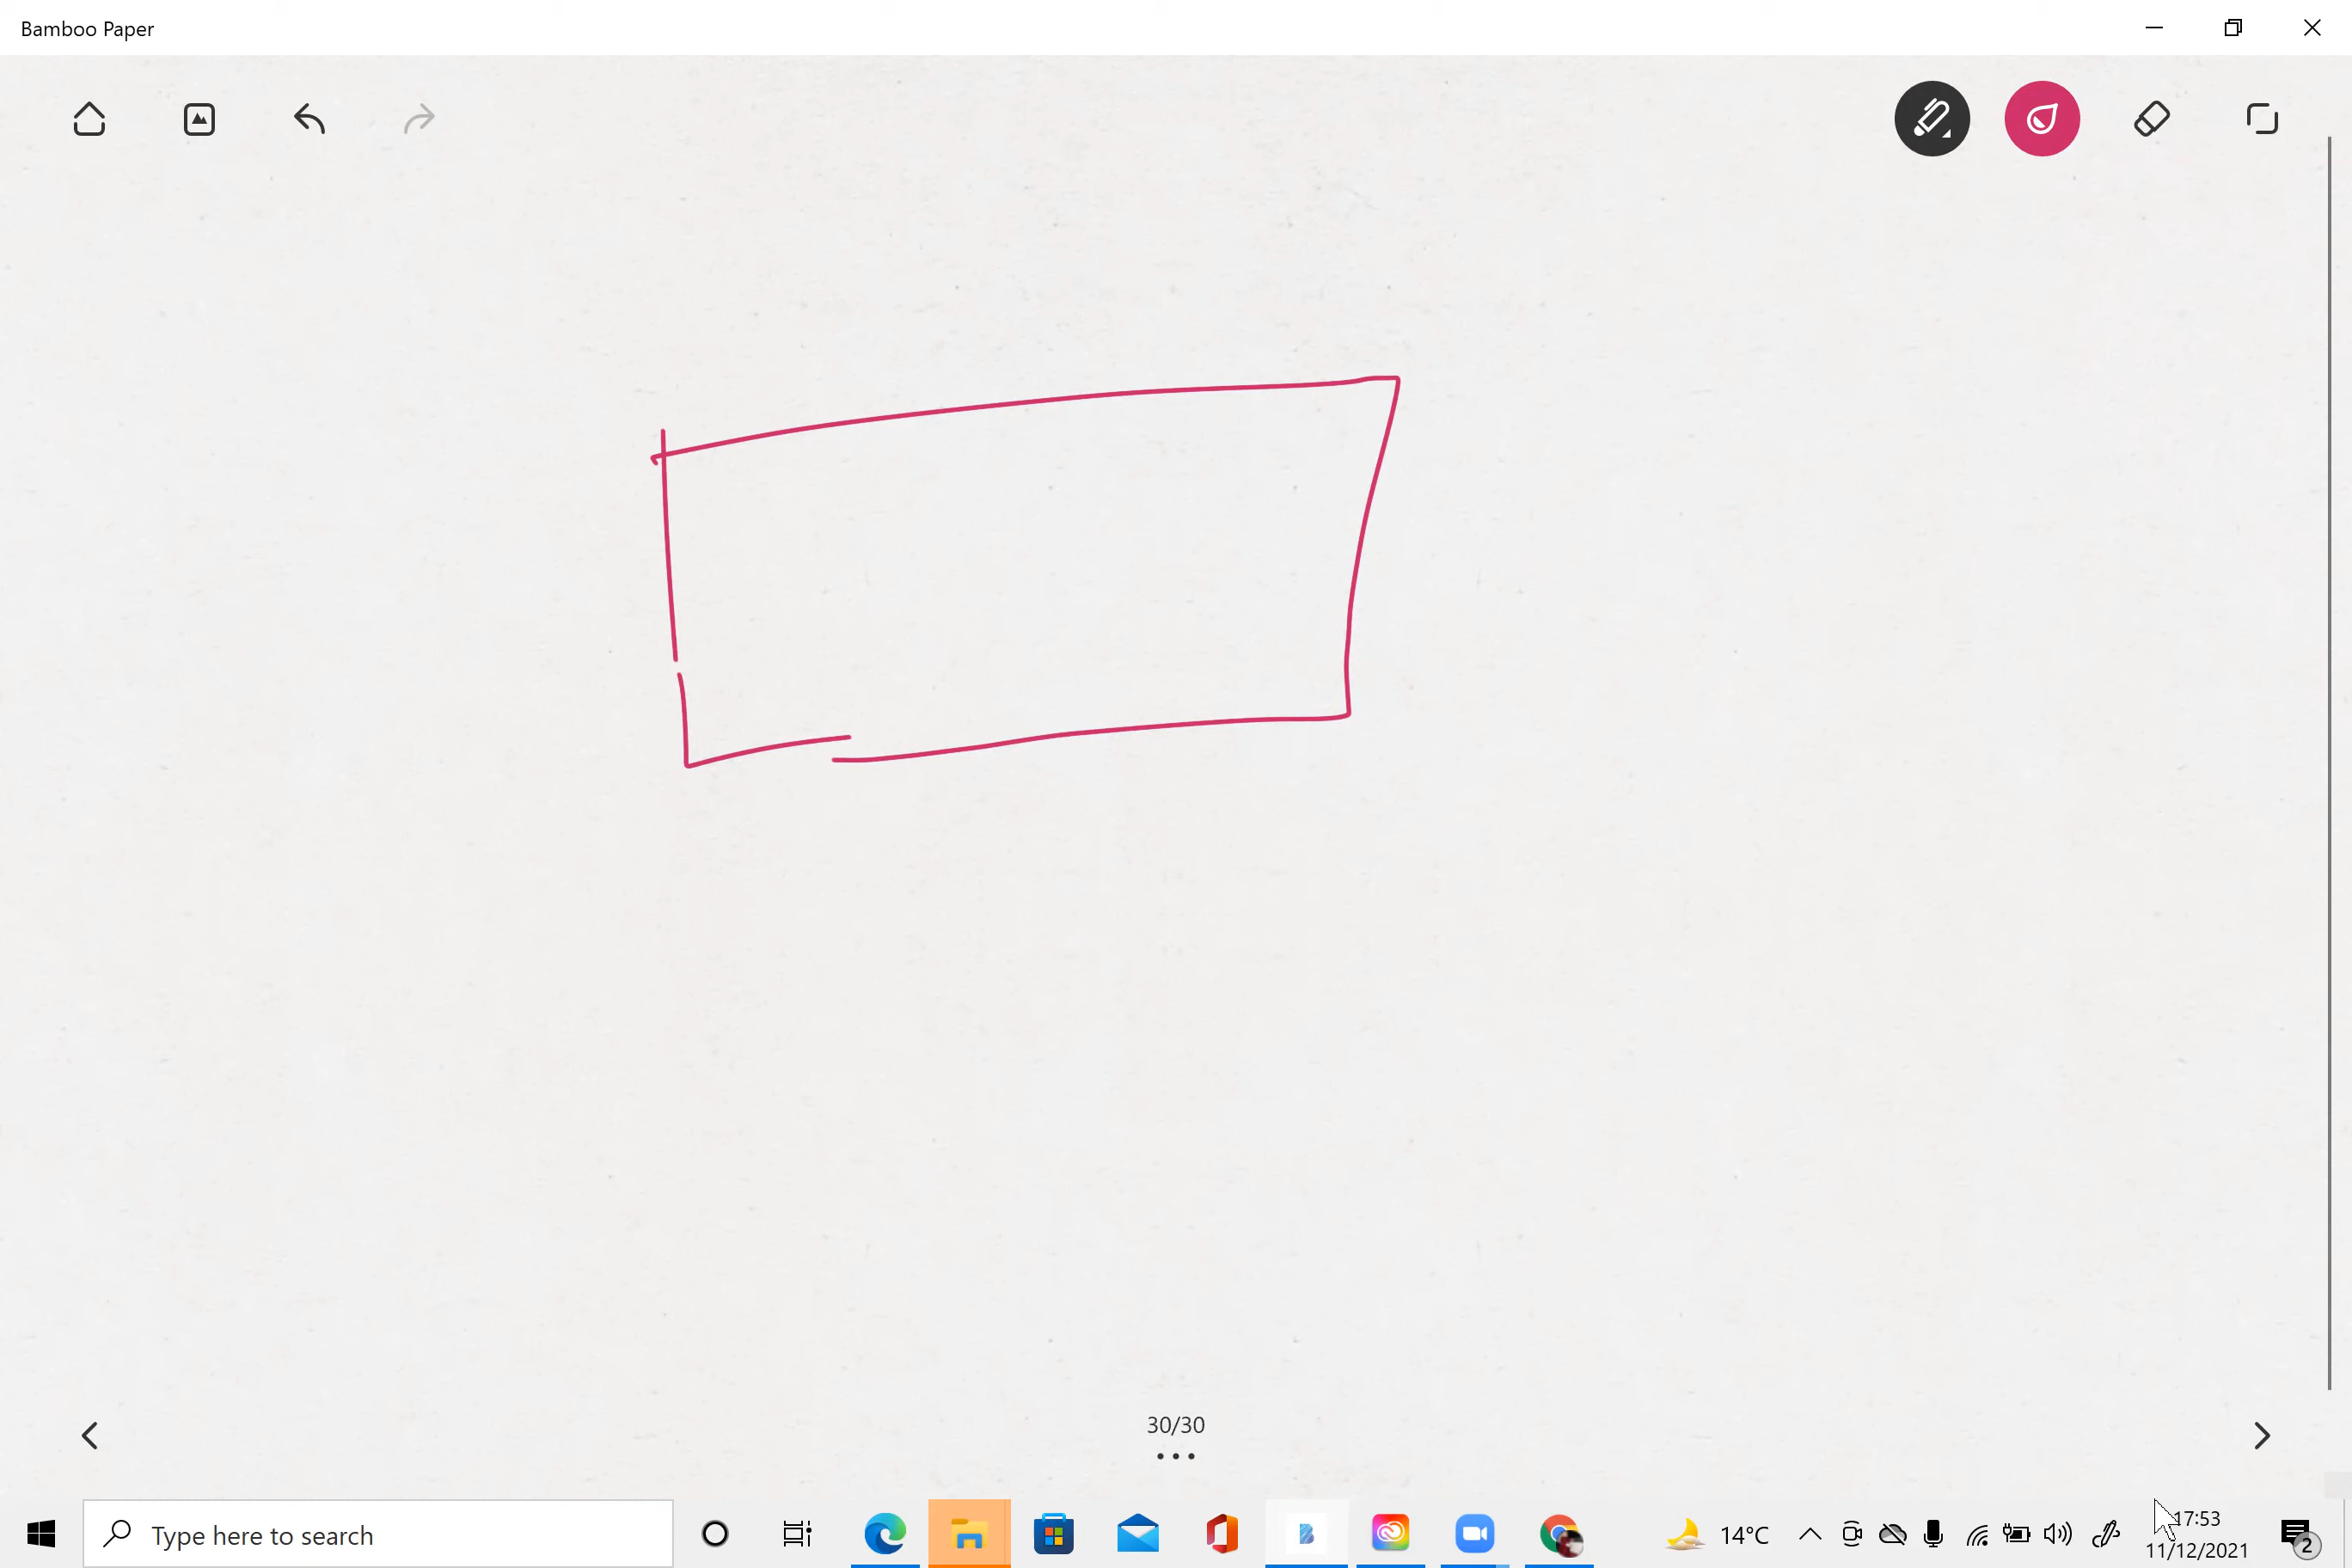 Bamboo Paper
30/30
Type here to search
14°C
17:53
11/12/2021
2